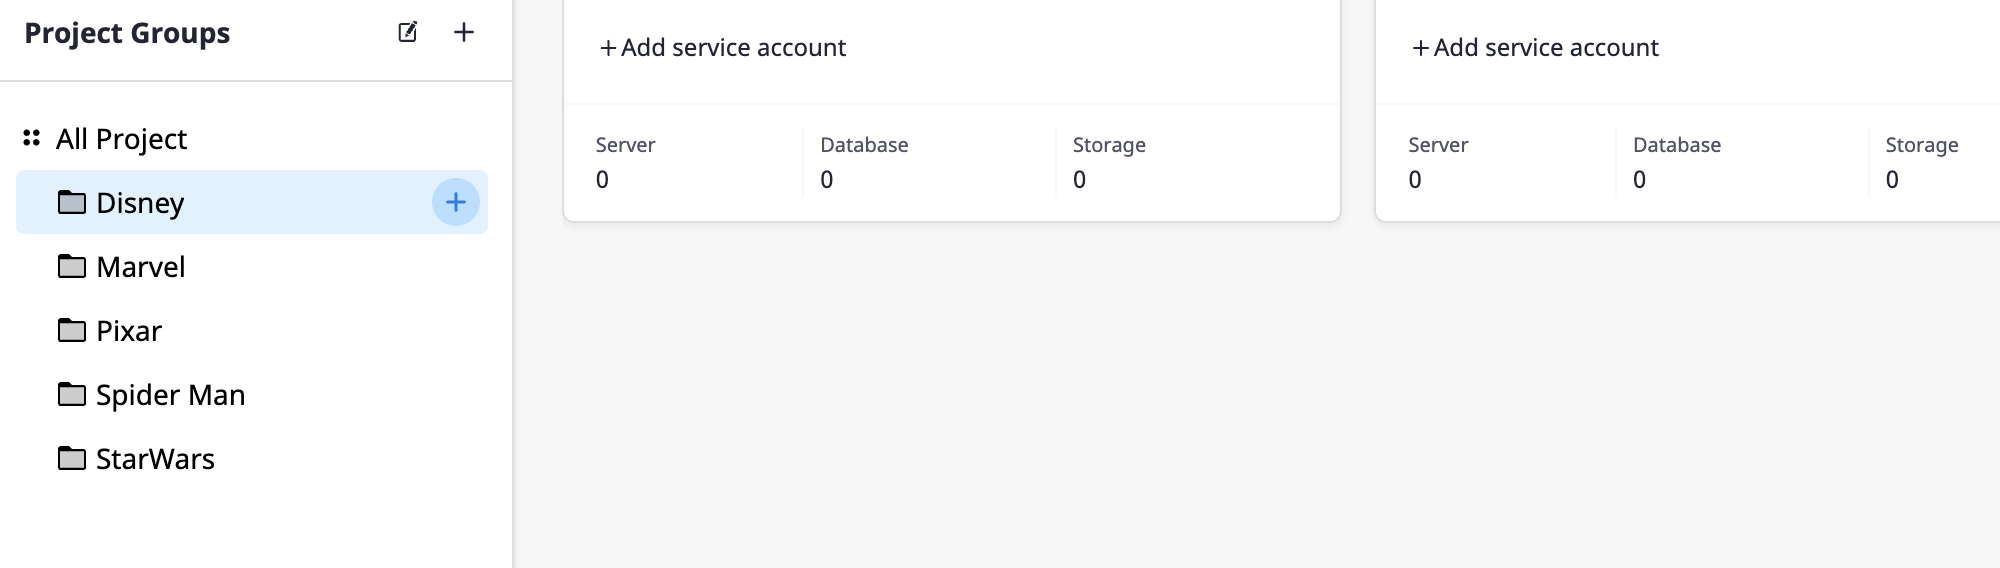 Project Groups
All Project
Disney
Marvel
Pixar
Spider Man
StarWars
+ Add service account
Server Database Storage
0 0 0
+ Add service account
Server Database Storage
0 0 0